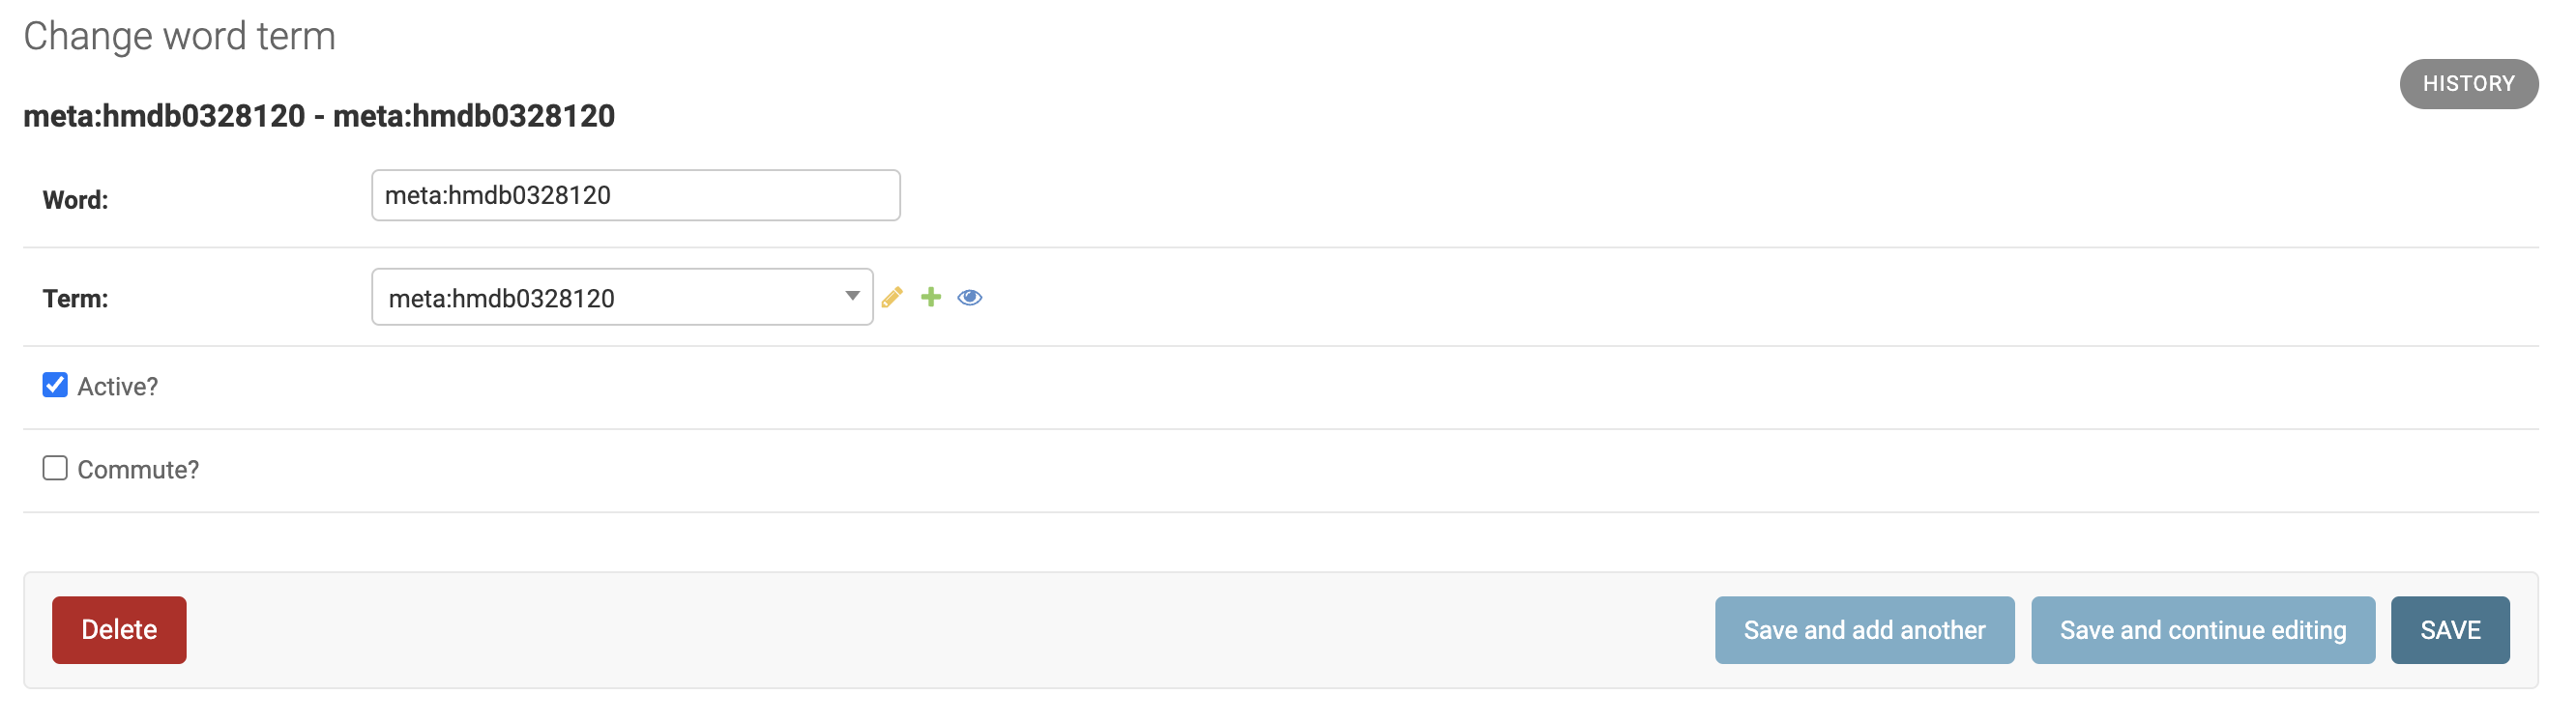 Change word term
HISTORY
meta:hmdb0328120 - meta:hmdb0328120
Word:
meta:hmdb0328120
Term:
meta:hmdb0328120
Active?
Commute?
Delete
Save and add another
Save and continue editing
SAVE